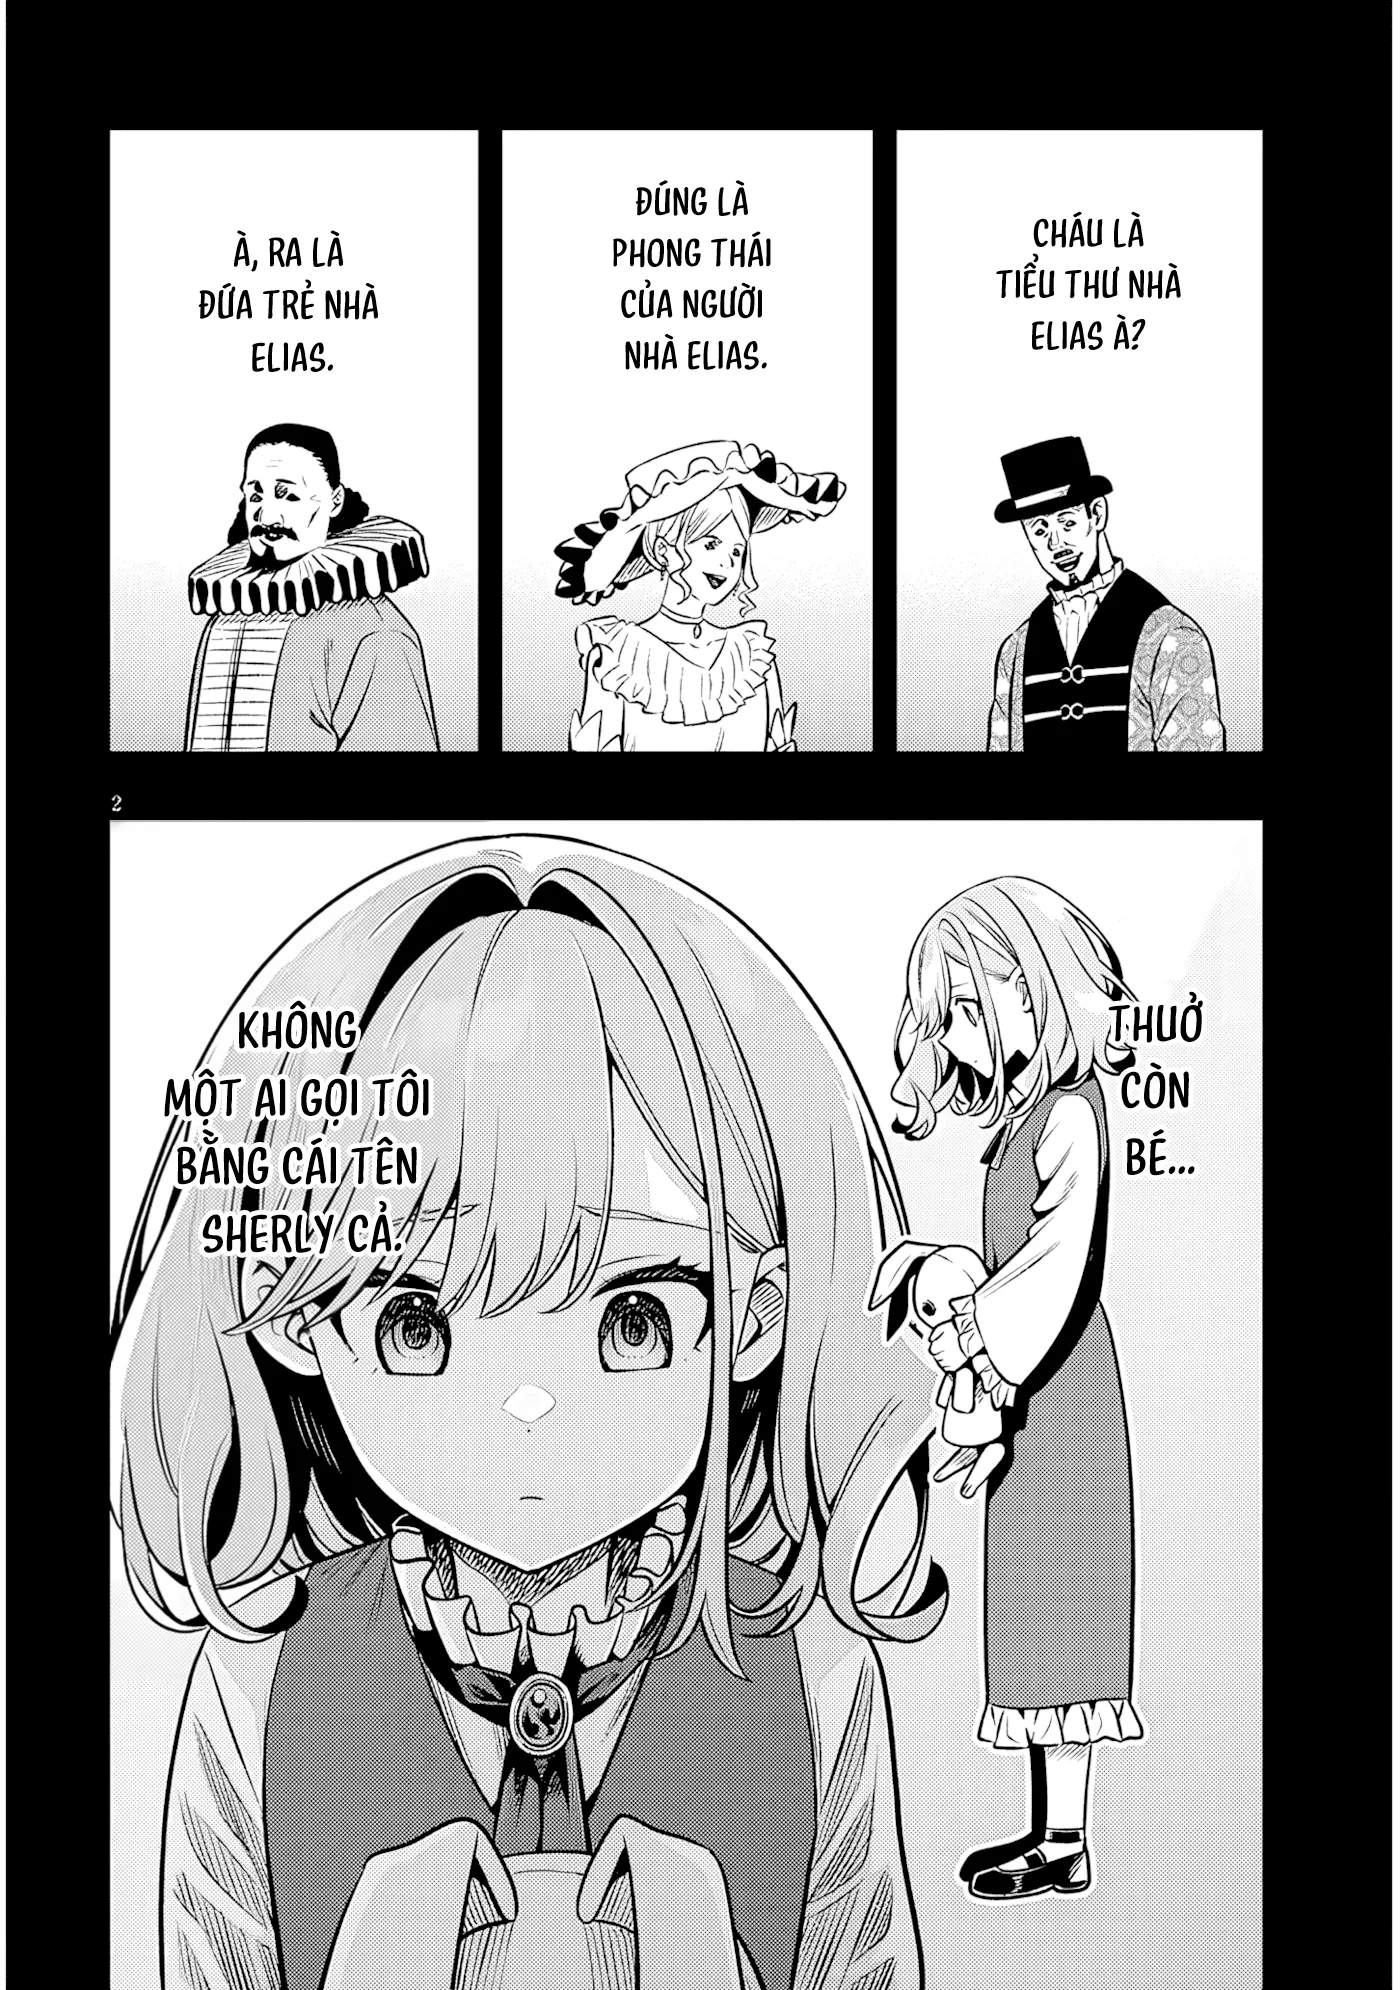 CHÁU LÀ
TIỂU THƯ NHÀ
ELIAS À?
ĐÚNG LÀ
PHONG THÁI
CỦA NGƯỜI
NHÀ ELIAS.
À, RA LÀ
ĐỨA TRẺ NHÀ
ELIAS.
2
THUỞ
CÒN
BÉ...
KHÔNG
MỘT AI GỌI TÔI
BẰNG CÁI TÊN
SHERLY CẢ.